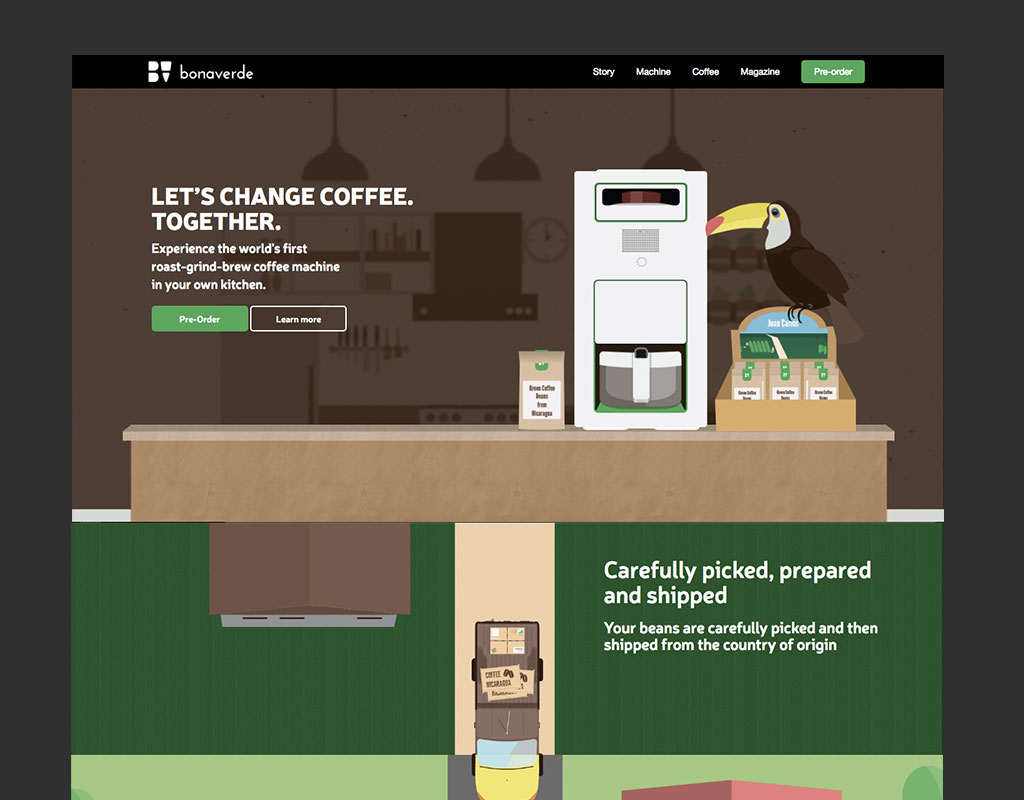 bonaverde
Story
Machine
Coffee
Magazine
Pre-order
LET'S CHANGE COFFEE.
TOGETHER.
Experience the world's first
roast-grind-brew coffee machine
in your own kitchen.
Pre-Order
Learn more
Juan Carlos
Green Coffee
Beans
from
Nicaragua
Green Coffee
Beans
Green Coffee
Beans
Green Coffee
Beans
Carefully picked, prepared
and shipped
Your beans are carefully picked and then
shipped from the country of origin
COFFEE
NICARAGUA